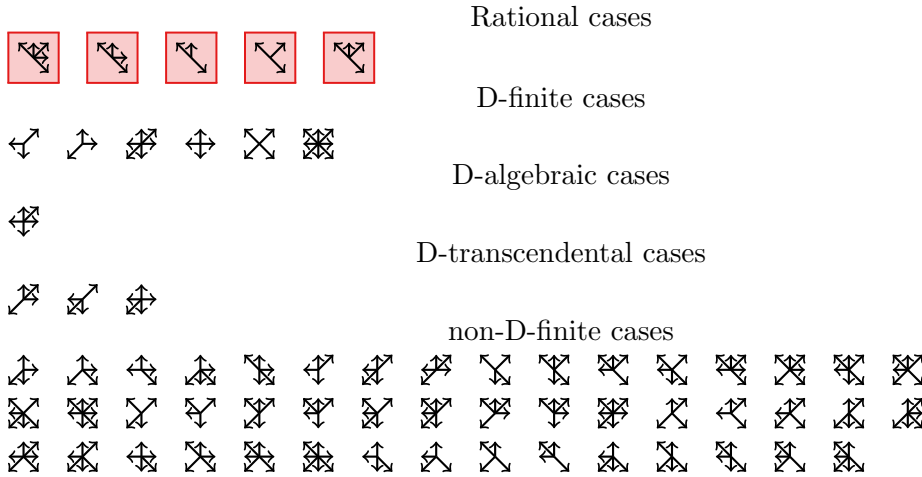 Rational cases
D-finite cases
D-algebraic cases
D-transcendental cases
non-D-finite cases